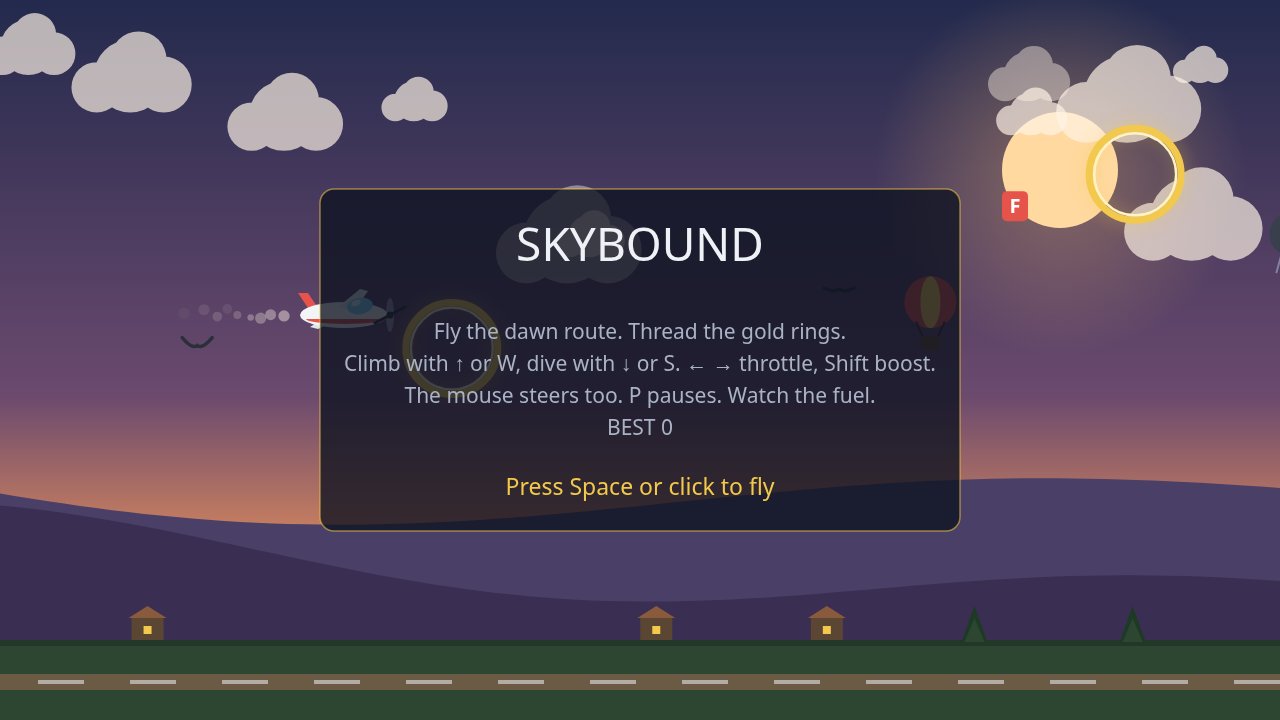 SKYBOUND
F
Fly the dawn route. Thread the gold rings.
Climb with ↑ or W, dive with ↓ or S. ← → throttle, Shift boost.
The mouse steers too. P pauses. Watch the fuel.
BEST 0
Press Space or click to fly